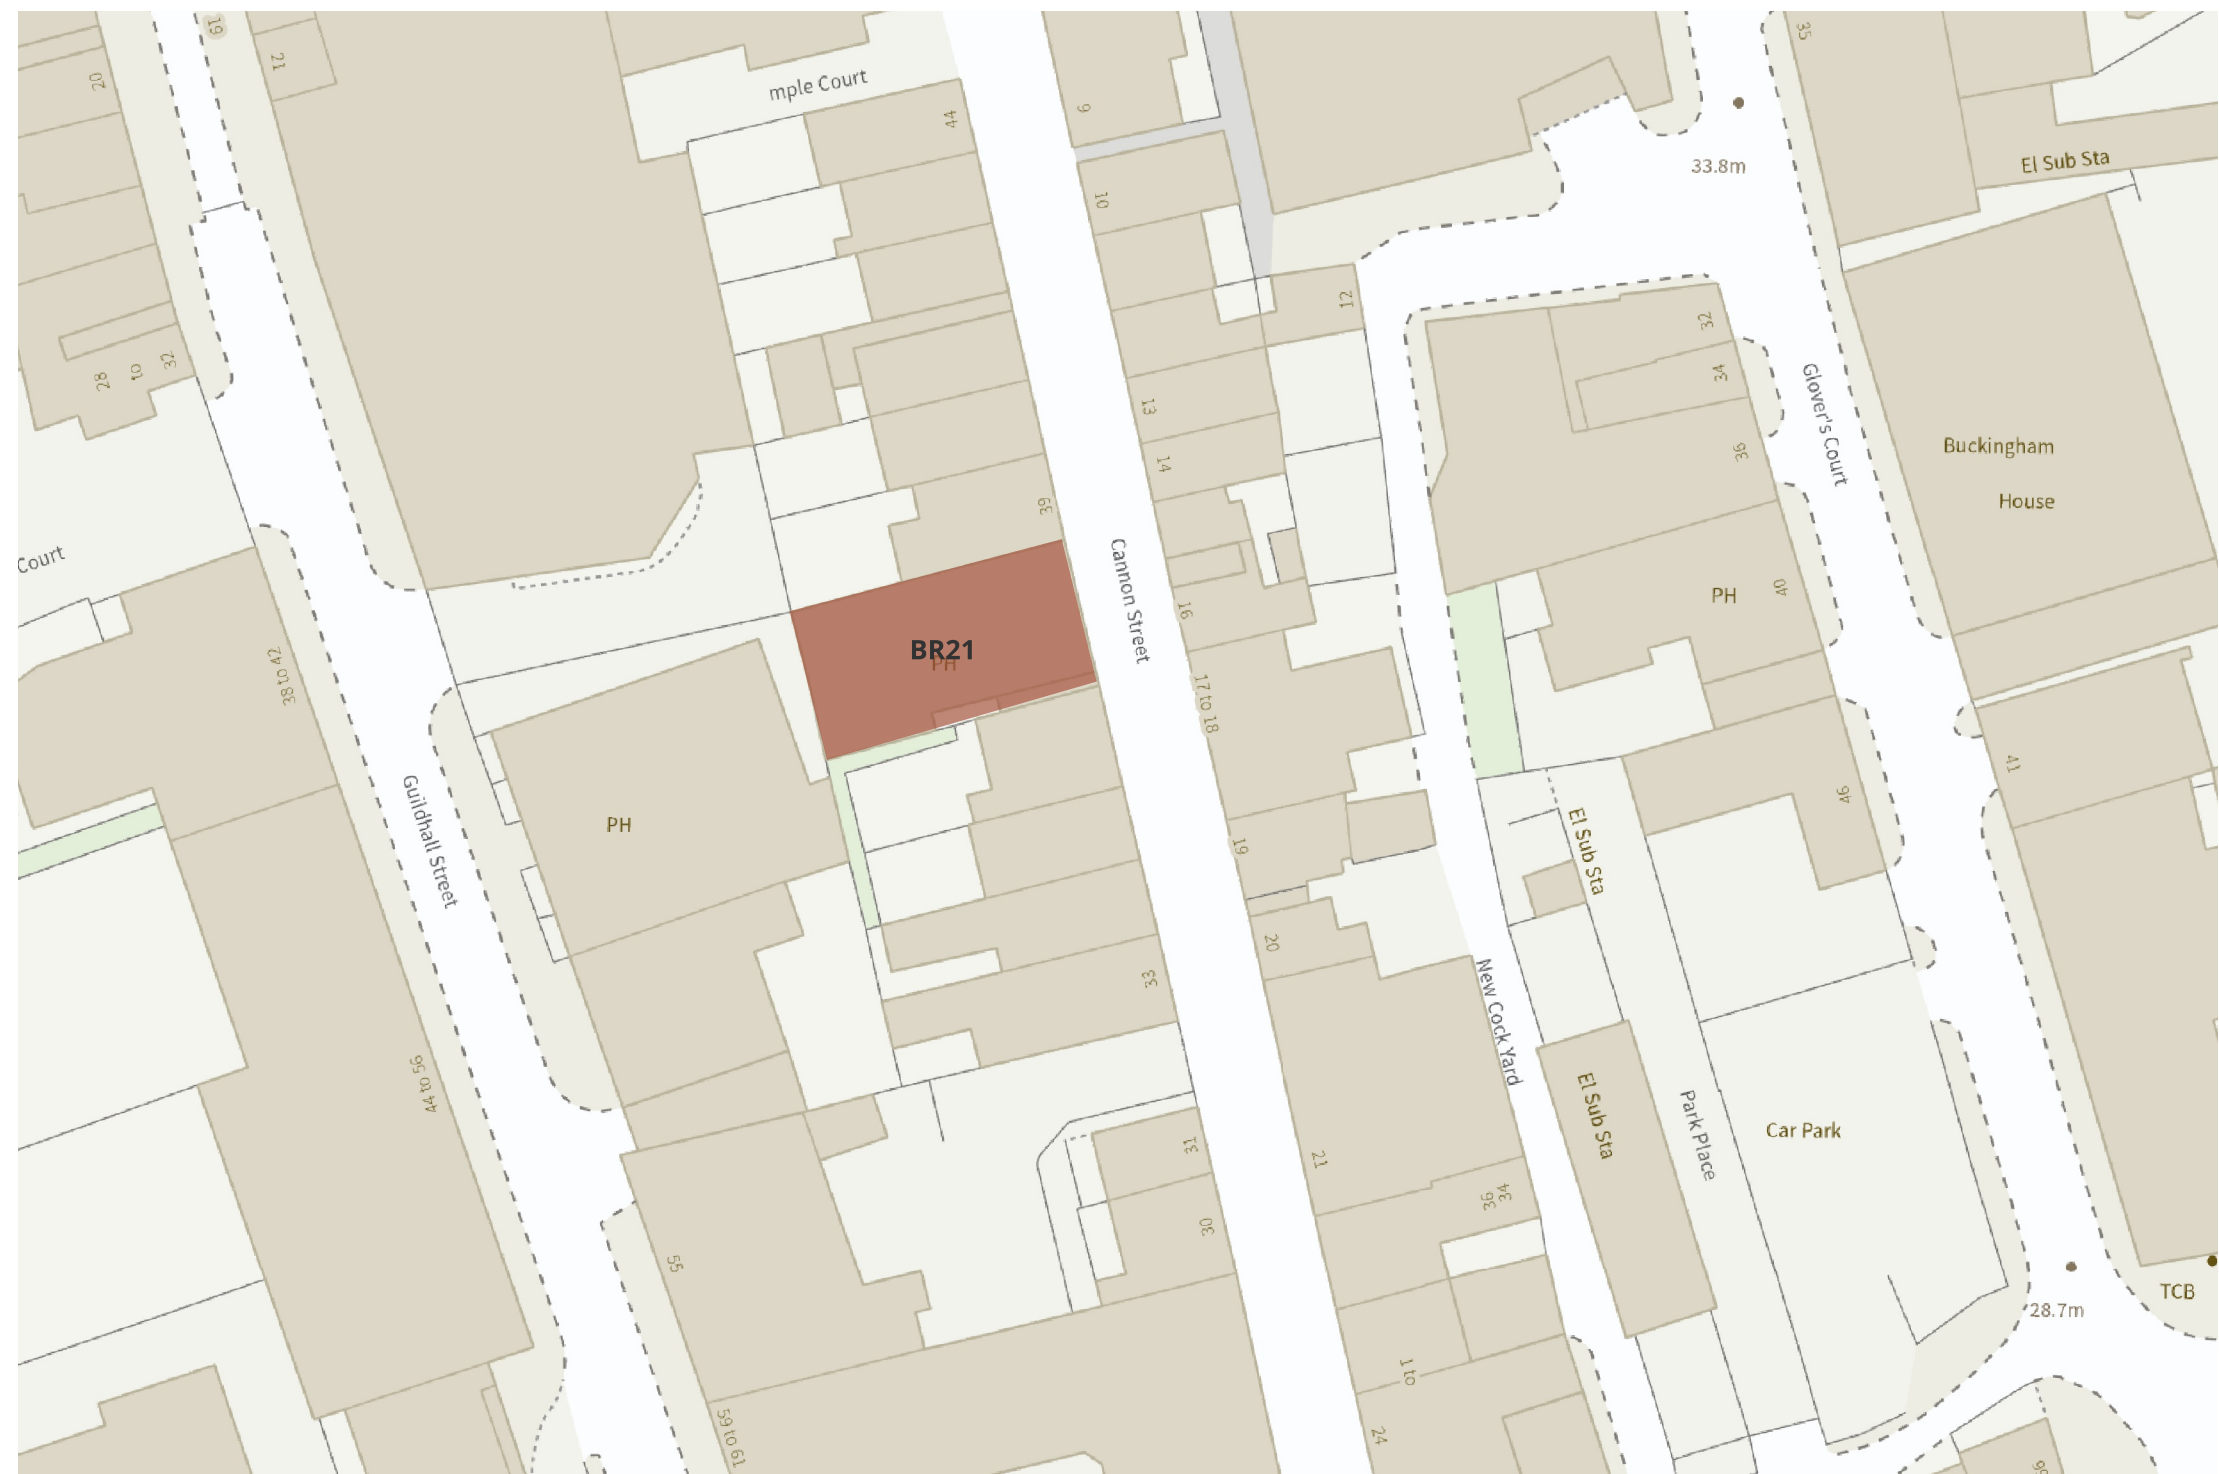 19
20
21
28
to
32
mple Court
44
9
10
12
13
14
39
16
17 to 18
Cannon Street
BR21
PH
33.8m
35
El Sub Sta
32
34
36
Glover's Court
Buckingham
House
PH
40
Court
38 to 42
Guildhall Street
PH
44 to 56
19
20
33
New Cock Yard
El Sub Sta
46
41
31
30
21
34
36
El Sub Sta
Park Place
Car Park
55
59 to 61
1 to
24
28.7m
TCB